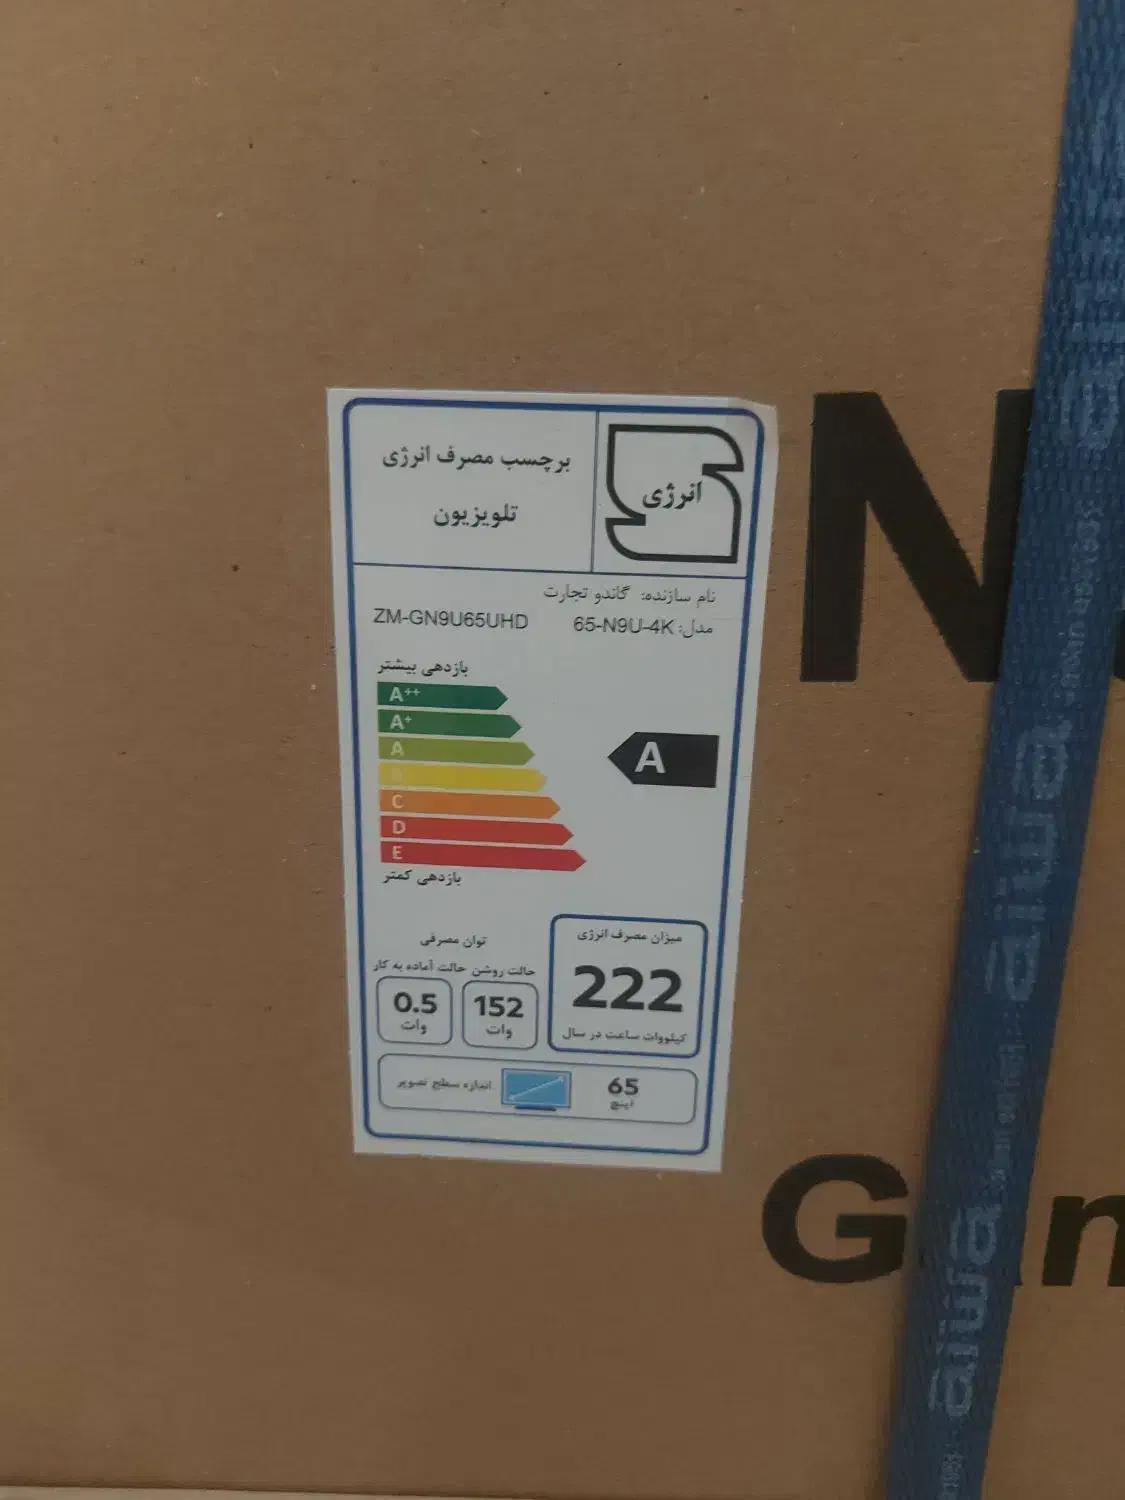 برچسب مصرف انرژی
تلویزیون
انرژی
نام سازنده: گاندو تجارت
مدل: 65-N9U-4K ZM-GN9U65UHD
بازدهی بیشتر
A++
A+
A
C
D
E
بازدهی کمتر
A
میزان مصرف انرژی
222
کیلووات ساعت در سال
توان مصرفی
حالت روشن
152
وات
حالت آماده به کار
0.5
وات
65
اینچ
اندازه سطح تصویر
N
G
aiwa
aiwa